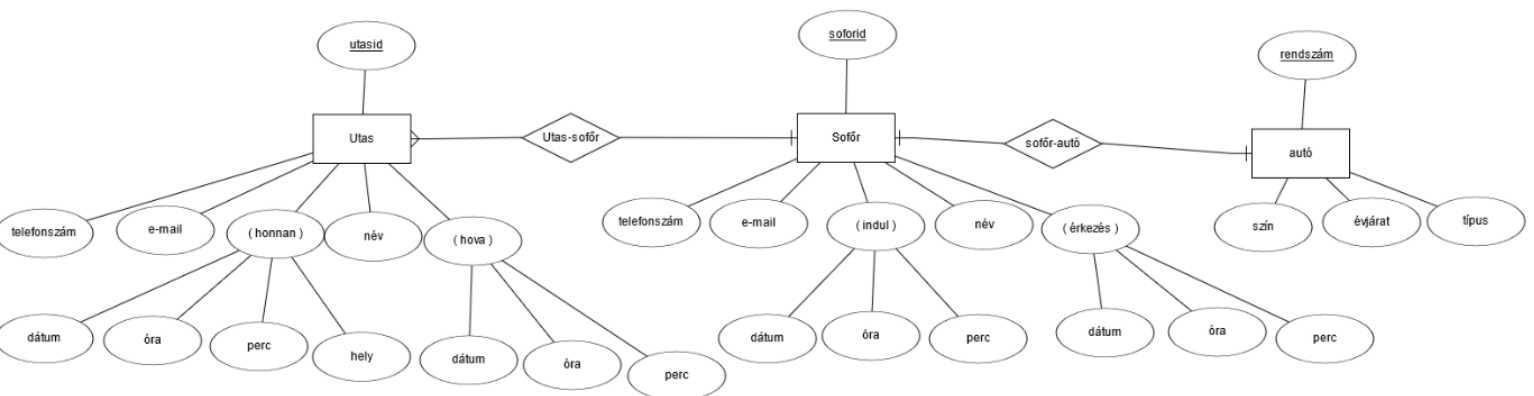 utasid
soforid
rendszám
Utas
Utas-sofőr
Sofőr
sofőr-autó
autó
telefonszám
e-mail
( honnan )
név
( hova )
telefonszám
e-mail
( indul )
név
( érkezés )
szín
évjárat
típus
dátum
óra
perc
hely
dátum
óra
perc
dátum
óra
perc
dátum
óra
perc